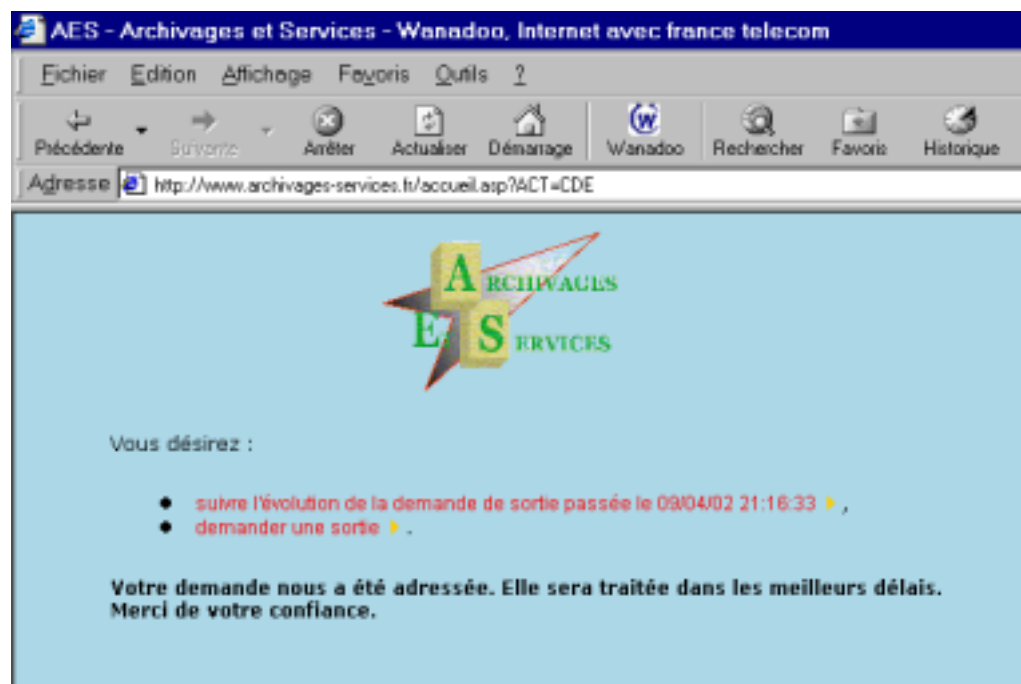 AES - Archivages et Services - Wanadoo, Internet avec france telecom
Fichier Edition Affichage Favoris Outils ?
Précédente Suivante Arrêter Actualiser Démarrage Wanadoo Rechercher Favoris Historique
Adresse http://www.archivages-services.fr/accueil.asp?ACT=CDE
ARCHIVAGES
E SERVICES
Vous désirez :
suivre l'évolution de la demande de sortie passée le 09/04/02 21:16:33 ,
demander une sortie .
Votre demande nous a été adressée. Elle sera traitée dans les meilleurs délais.
Merci de votre confiance.